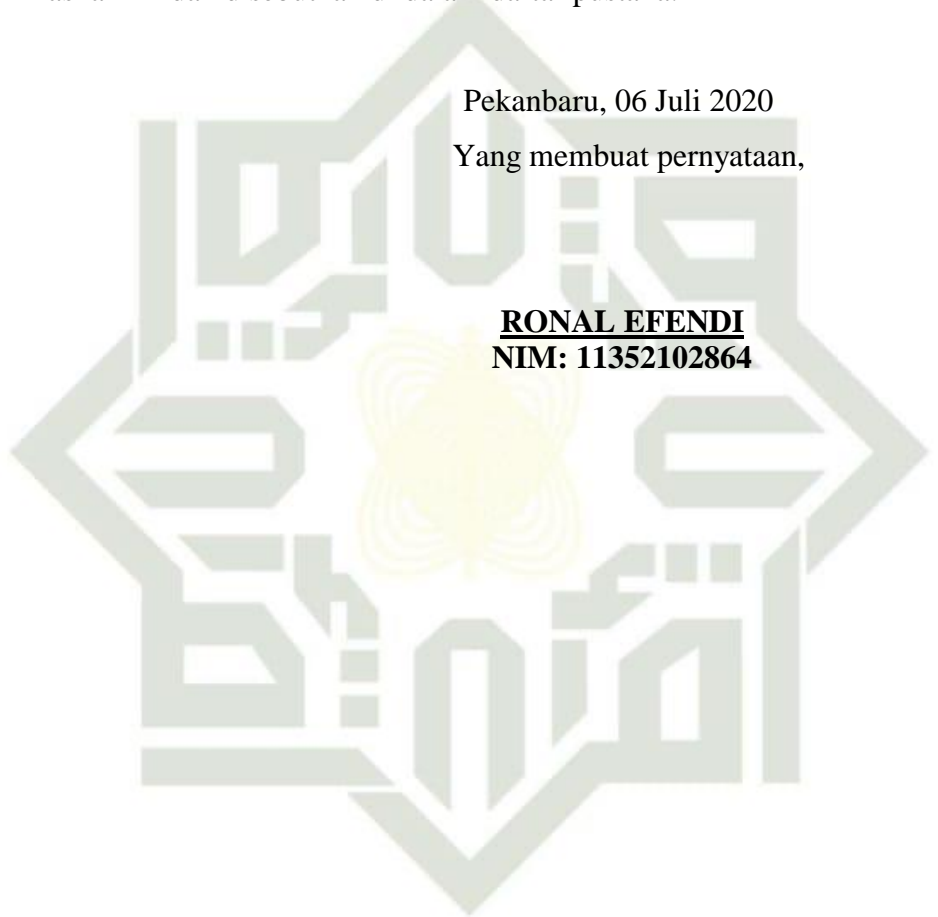 Pekanbaru, 06 Juli 2020
Yang membuat pernyataan,
RONAL EFENDI
NIM: 11352102864